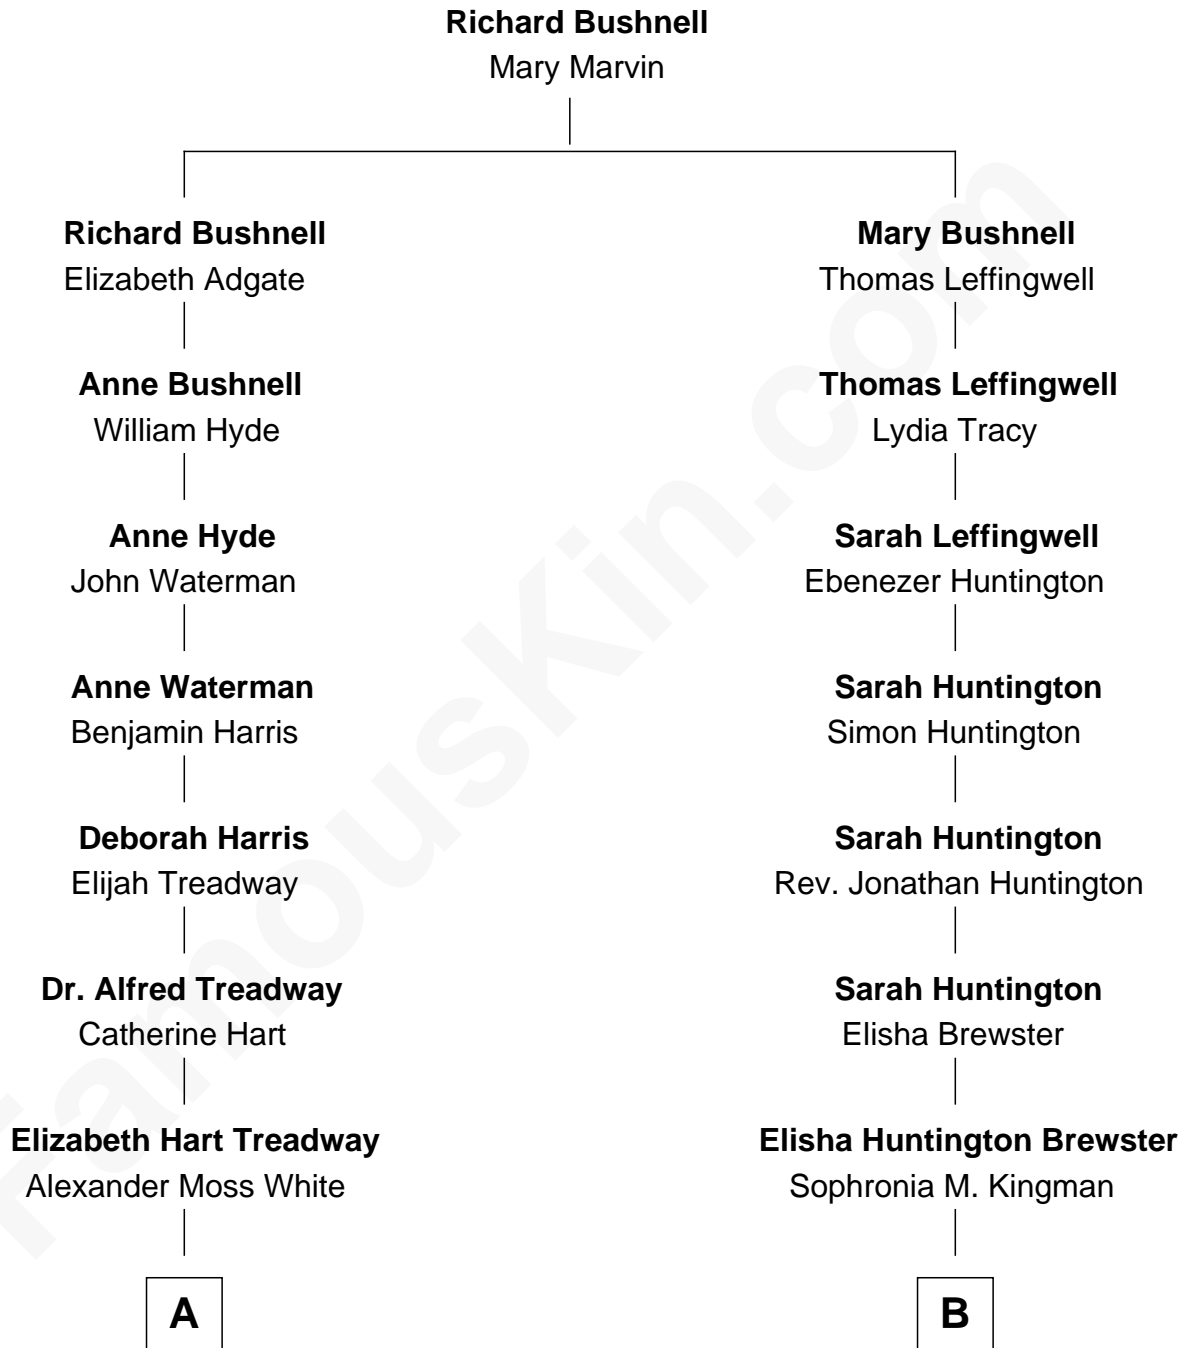 Richard Bushnell
Mary Marvin
Richard Bushnell
Elizabeth Adgate
Mary Bushnell
Thomas Leffingwell
Anne Bushnell
William Hyde
Thomas Leffingwell
Lydia Tracy
Anne Hyde
John Waterman
Sarah Leffingwell
Ebenezer Huntington
Anne Waterman
Benjamin Harris
Sarah Huntington
Simon Huntington
Deborah Harris
Elijah Treadway
Sarah Huntington
Rev. Jonathan Huntington
Dr. Alfred Treadway
Catherine Hart
Sarah Huntington
Elisha Brewster
Elizabeth Hart Treadway
Alexander Moss White
Elisha Huntington Brewster
Sophronia M. Kingman
A
B
FamousKin.com